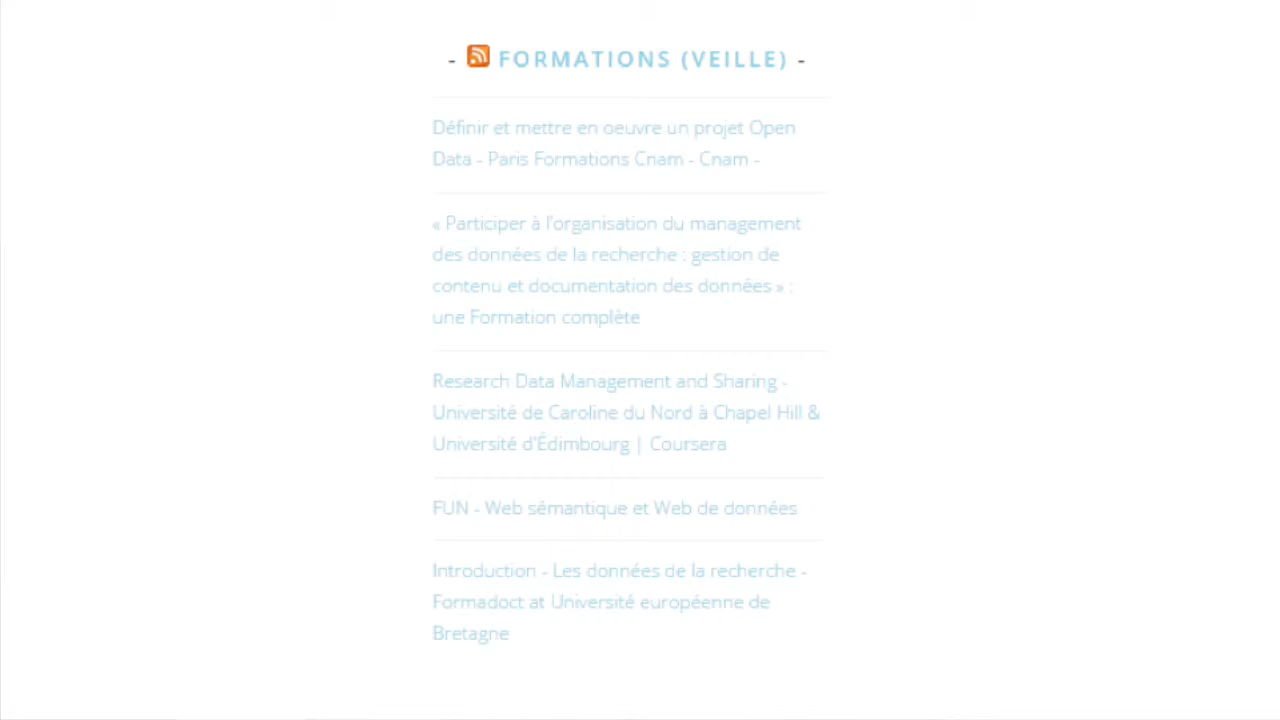 - FORMATIONS (VEILLE) -
Définir et mettre en oeuvre un projet Open
Data - Paris Formations Cnam - Cnam -
« Participer à l'organisation du management
des données de la recherche : gestion de
contenu et documentation des données » :
une Formation complète
Research Data Management and Sharing -
Université de Caroline du Nord à Chapel Hill &
Université d'Édimbourg | Coursera
FUN - Web sémantique et Web de données
Introduction - Les données de la recherche -
Formadoct at Université européenne de
Bretagne